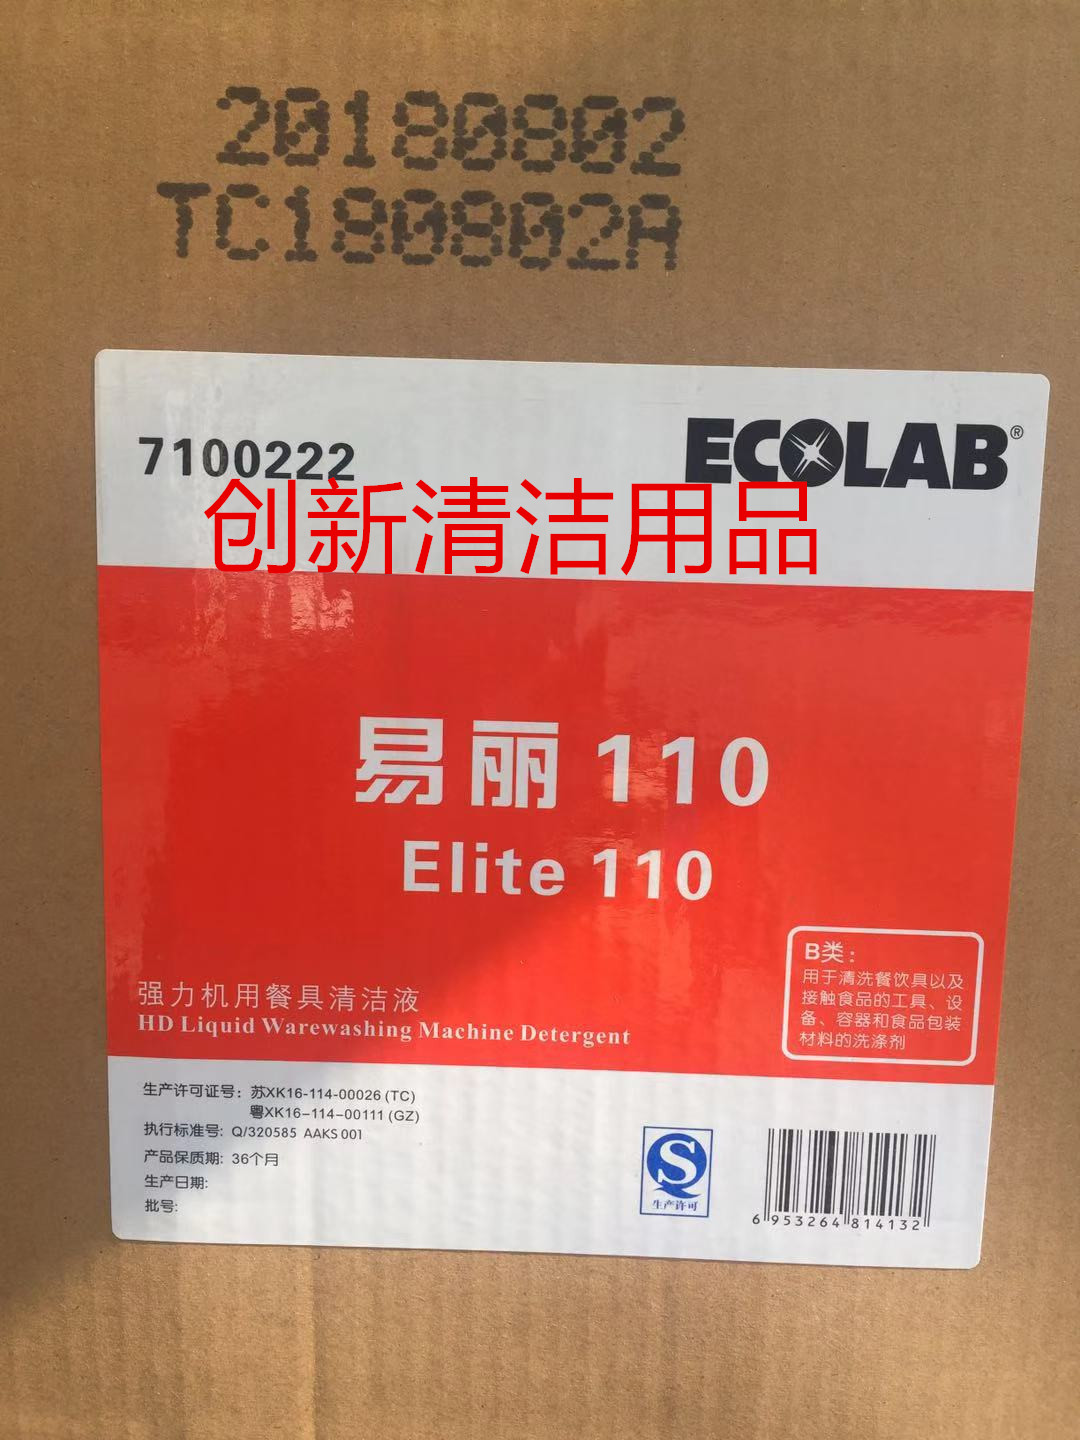 20180802
TC180802A
7100222
ECOLAB®
创新清洁用品
易丽 110
Elite 110
B类：
用于清洗餐饮具以及
接触食品的工具、设
备、容器和食品包装
材料的洗涤剂
强力机用餐具清洁液
HD Liquid Warewashing Machine Detergent
生产许可证号：苏XK16-114-00026 (TC)
粤XK16-114-00111 (GZ)
执行标准号: Q/320585 AAKS 001
产品保质期: 36个月
生产日期:
批号:
S
生产许可
6 953264 814132